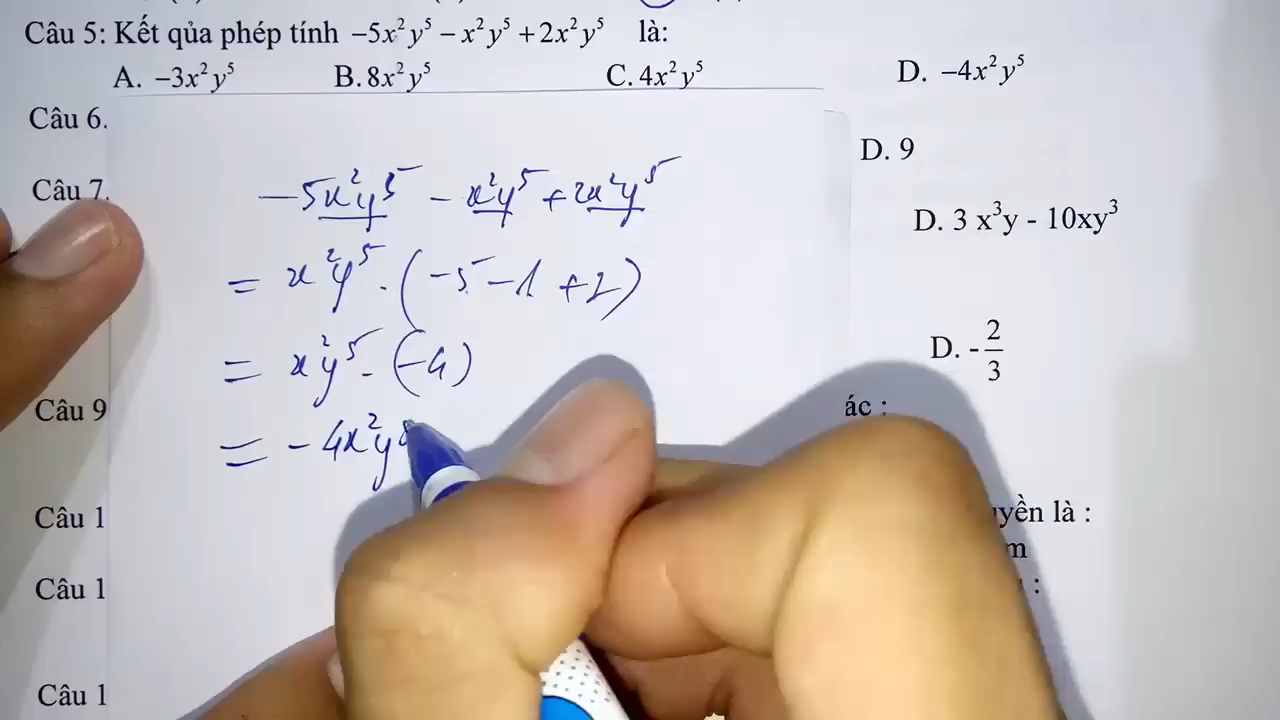 Câu 5: Kết qủa phép tính −5x²y⁵ − x²y⁵ + 2x²y⁵ là:
A. −3x²y⁵ B. 8x²y⁵ C. 4x²y⁵ D. −4x²y⁵
Câu 6.
D. 9
Câu 7.
−5x²y⁵ − x²y⁵ + 2x²y⁵
D. 3 x³y - 10xy³
= x²y⁵ . (−5 −1 +2)
D. -2/3
= x²y⁵ . (−4)
Câu 9
ác :
= −4x²y
Câu 1
yền là :
m
Câu 1
:
Câu 1